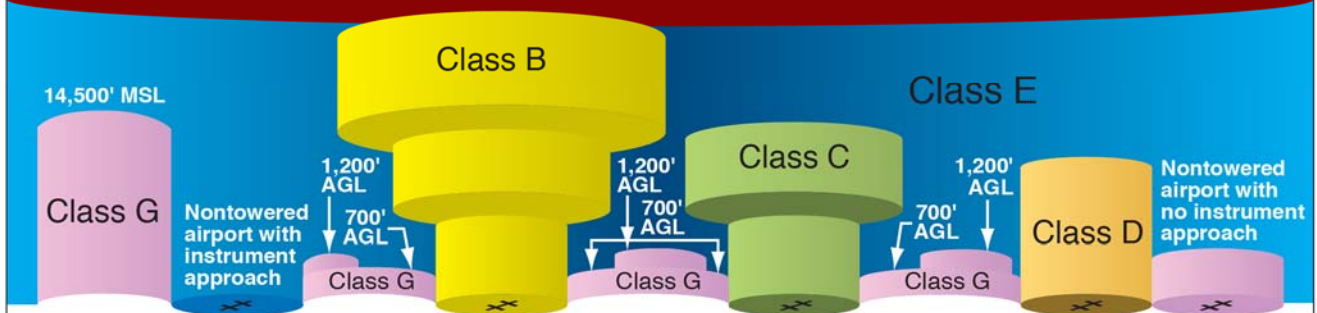 Class B
Class E
14,500' MSL
Class G
Nontowered
airport with
instrument
approach
1,200'
AGL
700'
AGL
Class G
1,200'
AGL
700'
AGL
Class G
Class C
700'
AGL
1,200'
AGL
Class G
Class D
Nontowered
airport with
no instrument
approach